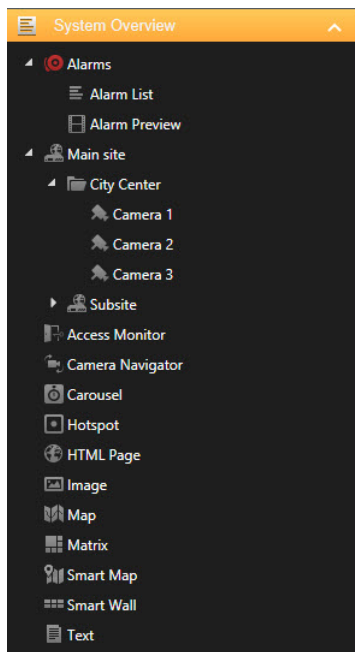 System Overview
Alarms
Alarm List
Alarm Preview
Main site
City Center
Camera 1
Camera 2
Camera 3
Subsite
Access Monitor
Camera Navigator
Carousel
Hotspot
HTML Page
Image
Map
Matrix
Smart Map
Smart Wall
Text